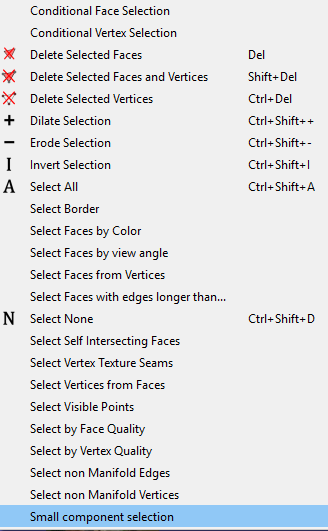 Conditional Face Selection
Conditional Vertex Selection
Delete Selected Faces Del
Delete Selected Faces and Vertices Shift+Del
Delete Selected Vertices Ctrl+Del
Dilate Selection Ctrl+Shift++
Erode Selection Ctrl+Shift+-
I Invert Selection Ctrl+Shift+I
A Select All Ctrl+Shift+A
Select Border
Select Faces by Color
Select Faces by view angle
Select Faces from Vertices
Select Faces with edges longer than...
N Select None Ctrl+Shift+D
Select Self Intersecting Faces
Select Vertex Texture Seams
Select Vertices from Faces
Select Visible Points
Select by Face Quality
Select by Vertex Quality
Select non Manifold Edges
Select non Manifold Vertices
Small component selection